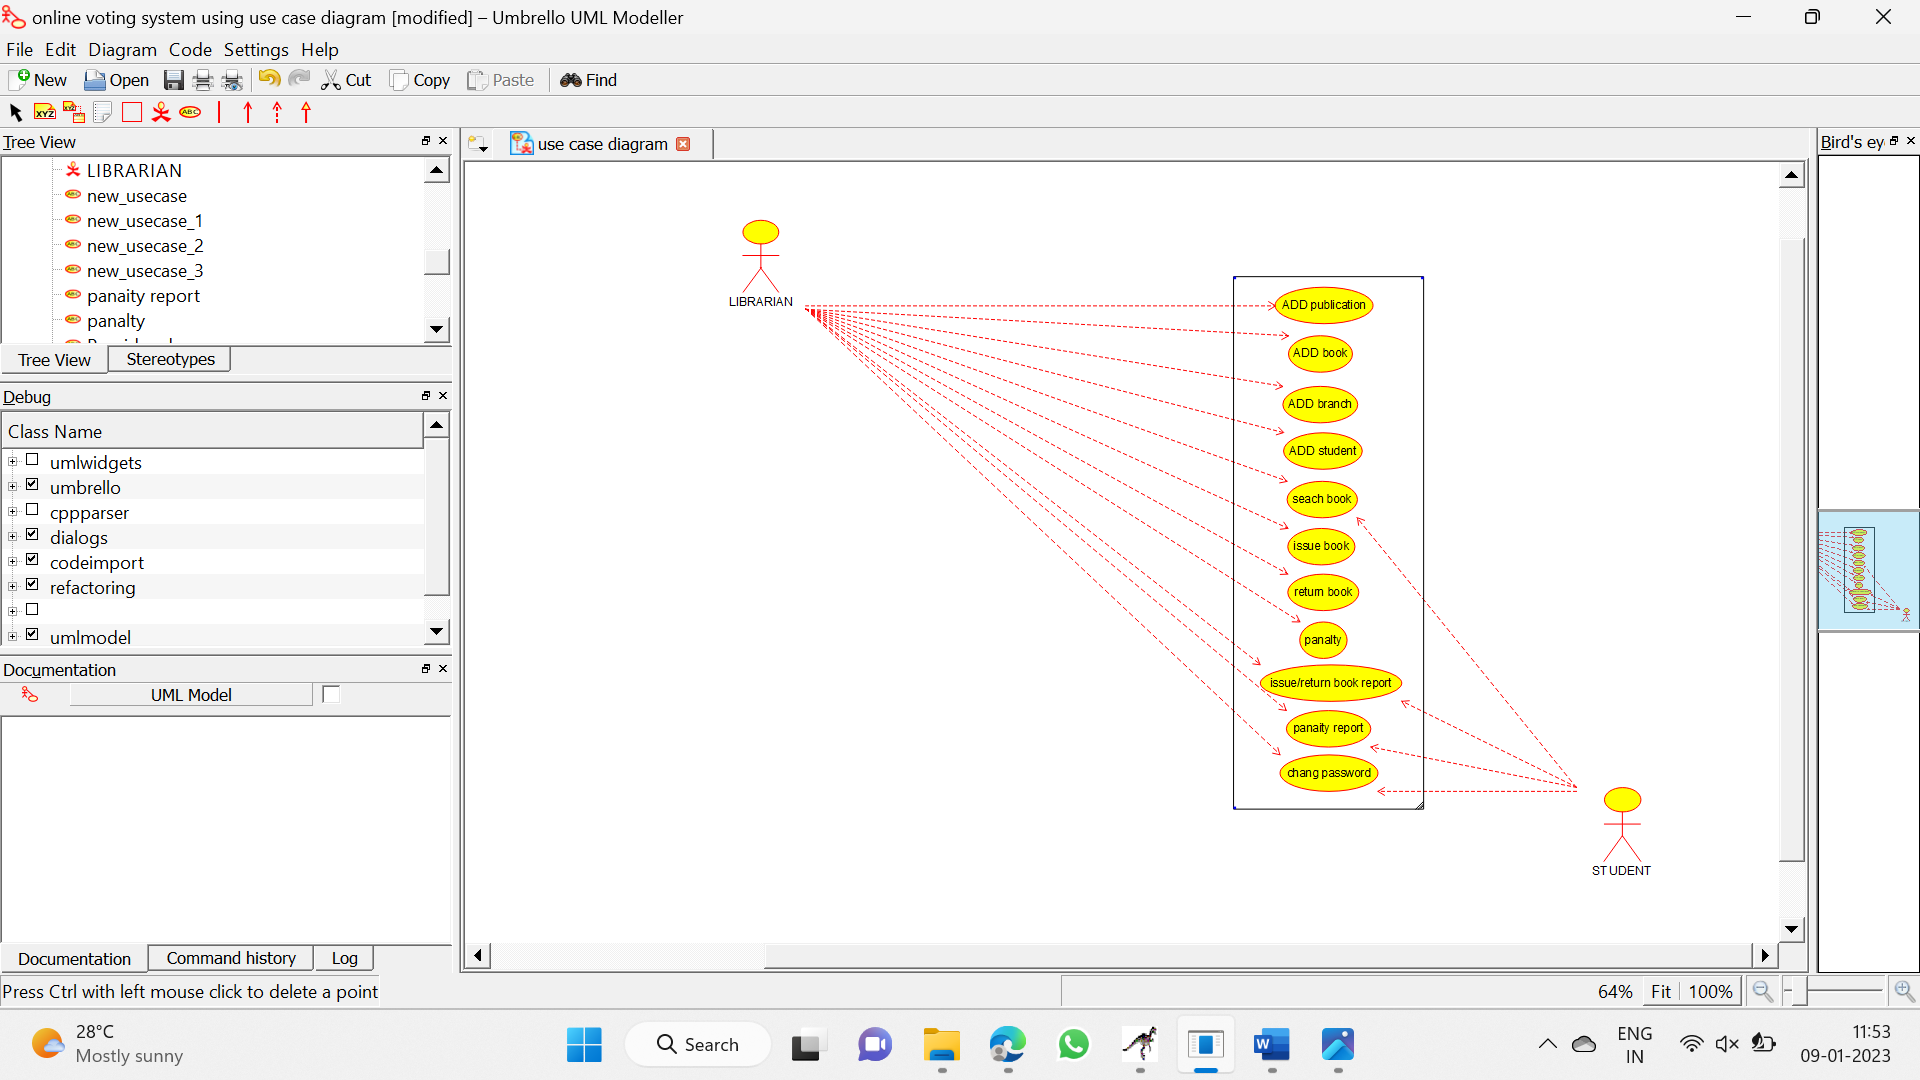 online voting system using use case diagram [modified] – Umbrello UML Modeller
File Edit Diagram Code Settings Help
New Open Cut Copy Paste Find
XYZ XYZ ABC
Tree View
LIBRARIAN
new_usecase
new_usecase_1
new_usecase_2
new_usecase_3
panaity report
panalty
Tree View Stereotypes
Debug
Class Name
umlwidgets
umbrello
cppparser
dialogs
codeimport
refactoring
umlmodel
Documentation
UML Model
Documentation Command history Log
Press Ctrl with left mouse click to delete a point
use case diagram
LIBRARIAN
ADD publication
ADD book
ADD branch
ADD student
seach book
issue book
return book
panalty
issue/return book report
panaity report
chang password
STUDENT
Bird's ey
64% Fit 100%
28°C
Mostly sunny
Search
ENG
IN
11:53
09-01-2023